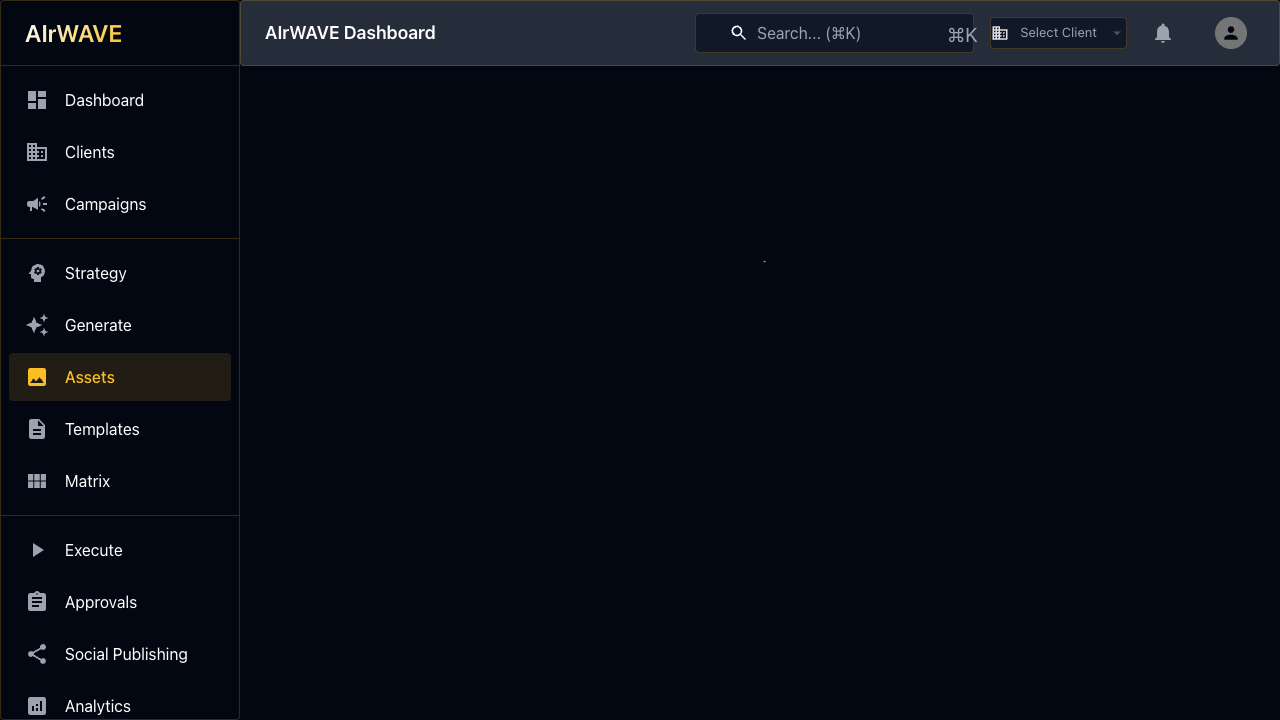 AIrWAVE
AIrWAVE Dashboard
Search... (⌘K)
⌘K
Select Client
Dashboard
Clients
Campaigns
Strategy
Generate
Assets
Templates
Matrix
Execute
Approvals
Social Publishing
Analytics